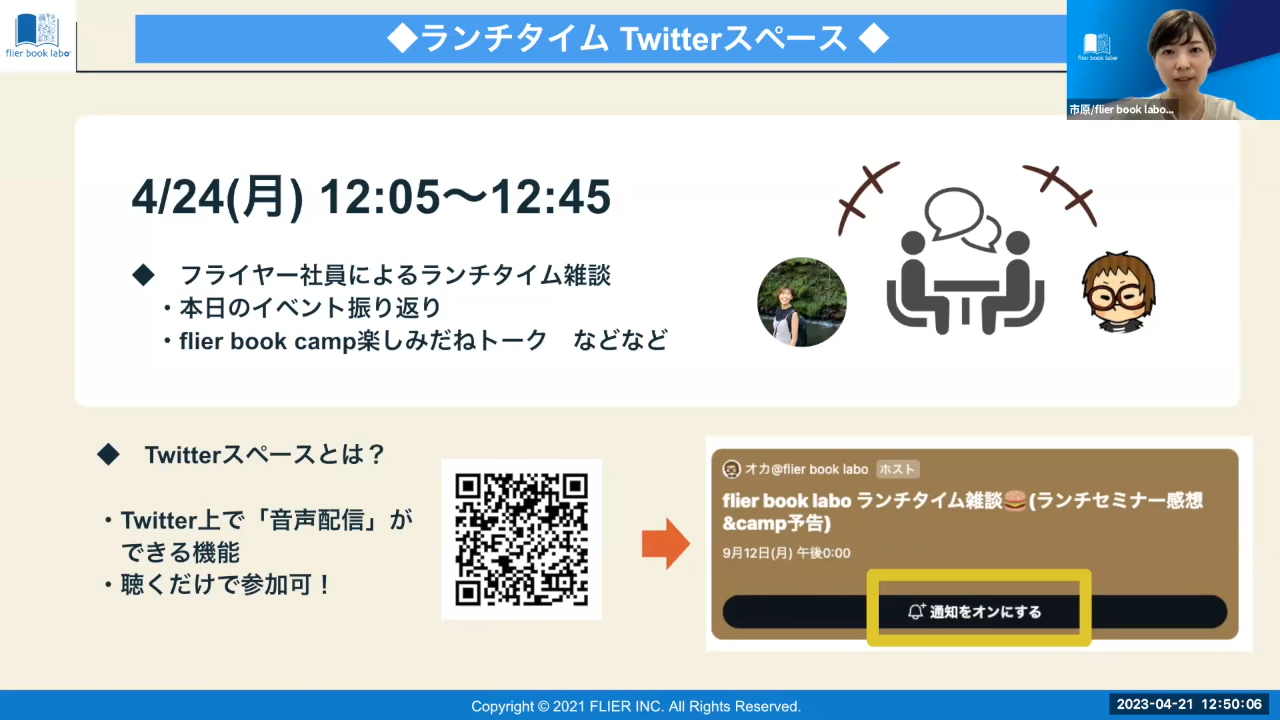 flier book labo
◆ランチタイム Twitterスペース ◆
flier book labo
市原/flier book labo...
4/24(月) 12:05〜12:45
◆ フライヤー社員によるランチタイム雑談
・本日のイベント振り返り
・flier book camp楽しみだねトーク などなど
◆ Twitterスペースとは？
・Twitter上で「音声配信」が
できる機能
・聴くだけで参加可！
オカ@flier book labo ホスト
flier book labo ランチタイム雑談🍔(ランチセミナー感想
&camp予告)
9月12日(月) 午後0:00
通知をオンにする
Copyright © 2021 FLIER INC. All Rights Reserved.
2023-04-21 12:50:06